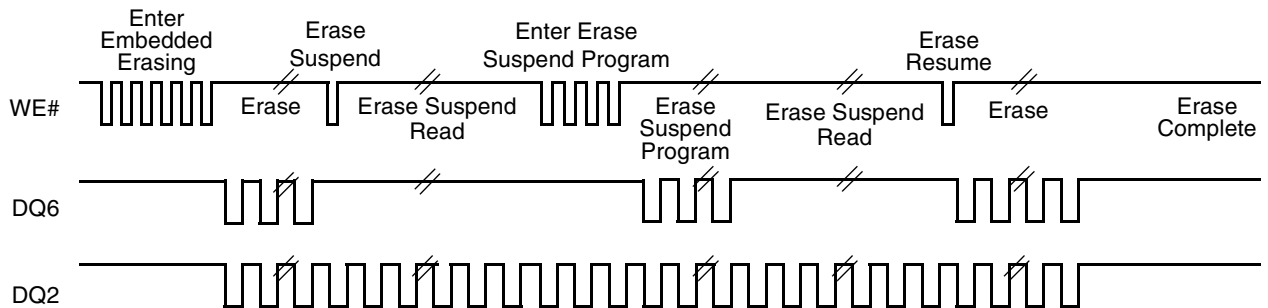 Enter
Embedded
Erasing
Erase
Suspend
Enter Erase
Suspend Program
Erase
Resume
WE#
Erase
Erase Suspend
Read
Erase
Suspend
Program
Erase Suspend
Read
Erase
Erase
Complete
DQ6
DQ2